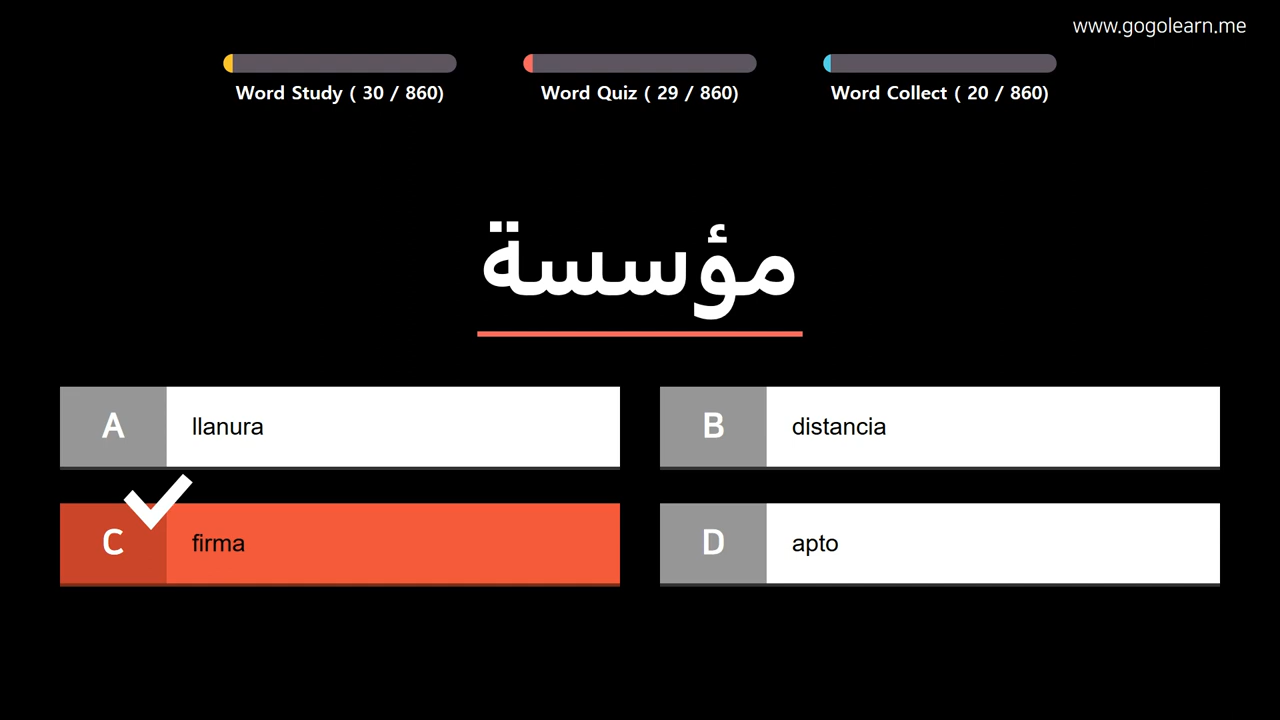 www.gogolearn.me
Word Study ( 30 / 860)
Word Quiz ( 29 / 860)
Word Collect ( 20 / 860)
مؤسسة
A llanura
B distancia
C firma
D apto